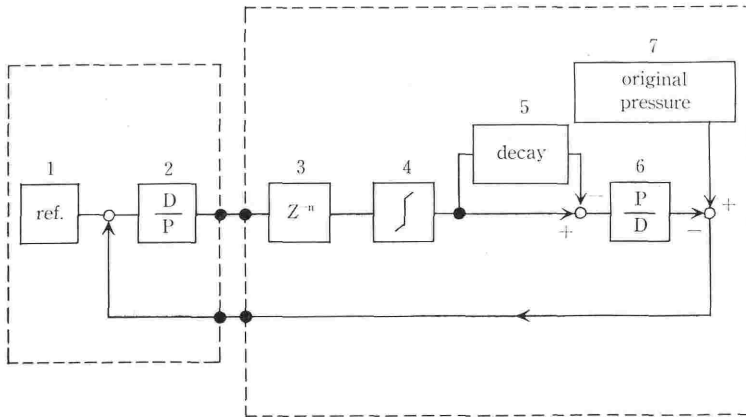 7
original
pressure
5
decay
1
2
3
4
6
ref.
D
P
Z⁻ⁿ
P
D
−
+
+
−